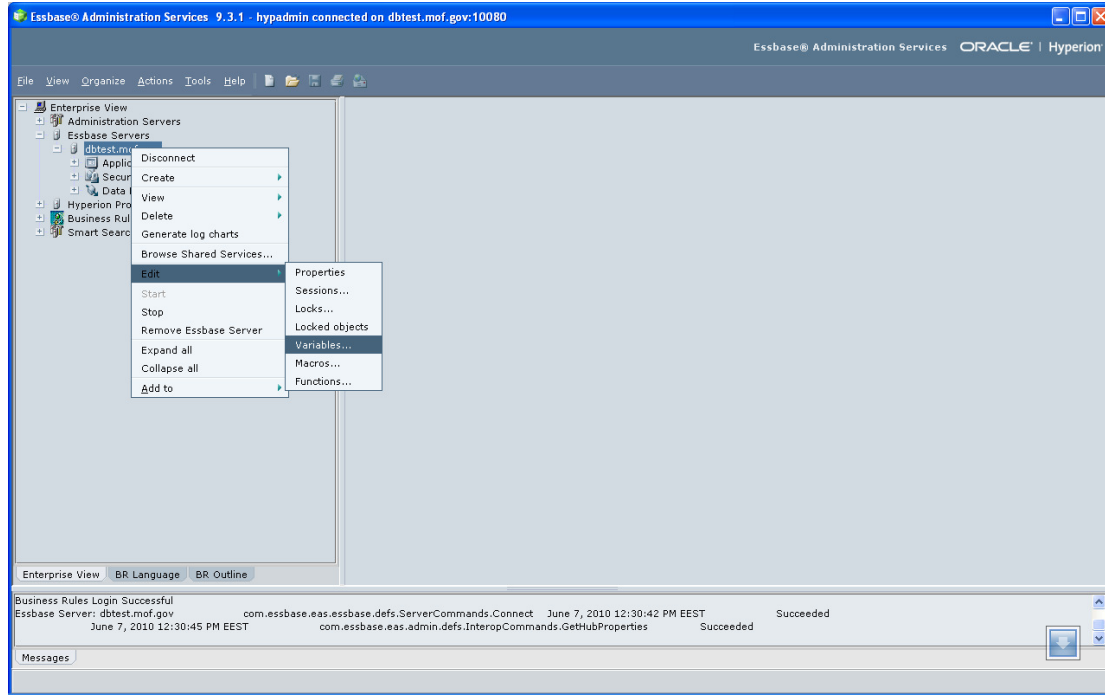 Essbase® Administration Services 9.3.1 - hypadmin connected on dbtest.mof.gov:10080
Essbase® Administration Services ORACLE® | Hyperion
File View Organize Actions Tools Help
Enterprise View
Administration Servers
Essbase Servers
dbtest.mof
Applic
Secur
Data
Hyperion Pro
Business Rul
Smart Searc
Disconnect
Create
View
Delete
Generate log charts
Browse Shared Services...
Edit
Start
Stop
Remove Essbase Server
Expand all
Collapse all
Add to
Properties
Sessions...
Locks...
Locked objects
Variables...
Macros...
Functions...
Enterprise View BR Language BR Outline
Business Rules Login Successful
Essbase Server: dbtest.mof.gov com.essbase.eas.essbase.defs.ServerCommands.Connect June 7, 2010 12:30:42 PM EEST Succeeded
June 7, 2010 12:30:45 PM EEST com.essbase.eas.admin.defs.InteropCommands.GetHubProperties Succeeded
Messages